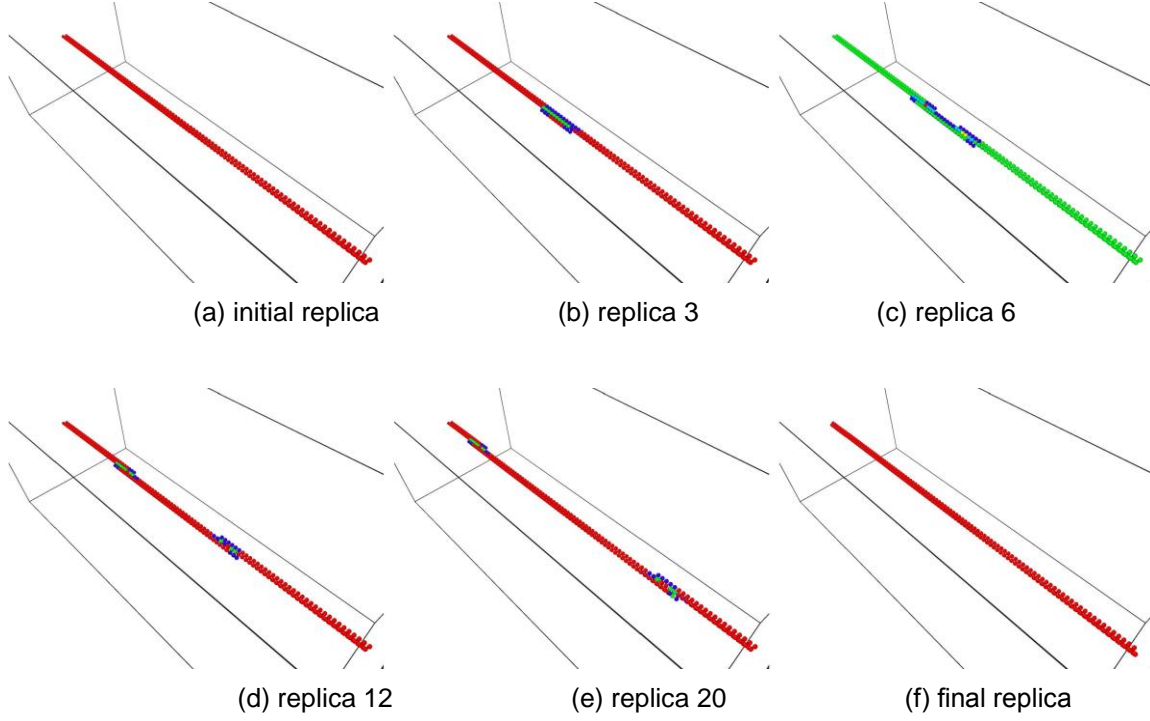 (a) initial replica
(b) replica 3
(c) replica 6
(d) replica 12
(e) replica 20
(f) final replica